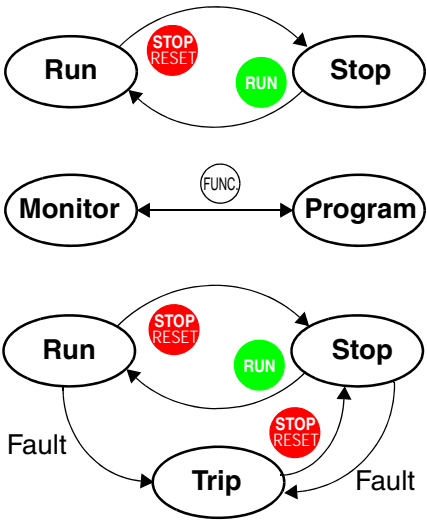 STOP
RESET
Run
Stop
RUN
FUNC.
Monitor
Program
STOP
RESET
Run
Stop
RUN
STOP
RESET
Fault
Trip
Fault